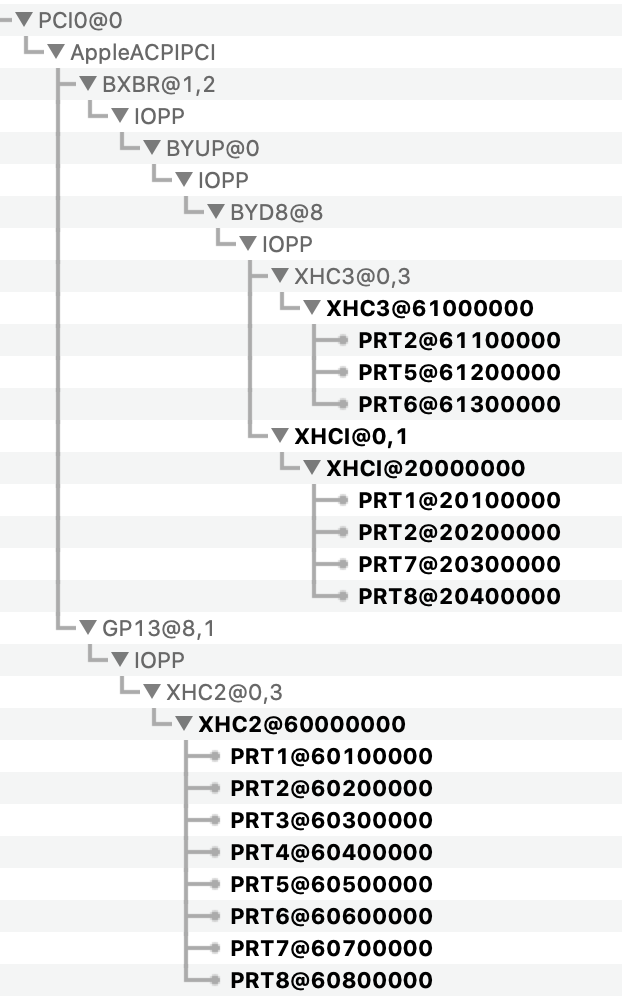 PCI0@0
AppleACPIPCI
BXBR@1,2
IOPP
BYUP@0
IOPP
BYD8@8
IOPP
XHC3@0,3
XHC3@61000000
PRT2@61100000
PRT5@61200000
PRT6@61300000
XHCI@0,1
XHCI@20000000
PRT1@20100000
PRT2@20200000
PRT7@20300000
PRT8@20400000
GP13@8,1
IOPP
XHC2@0,3
XHC2@60000000
PRT1@60100000
PRT2@60200000
PRT3@60300000
PRT4@60400000
PRT5@60500000
PRT6@60600000
PRT7@60700000
PRT8@60800000